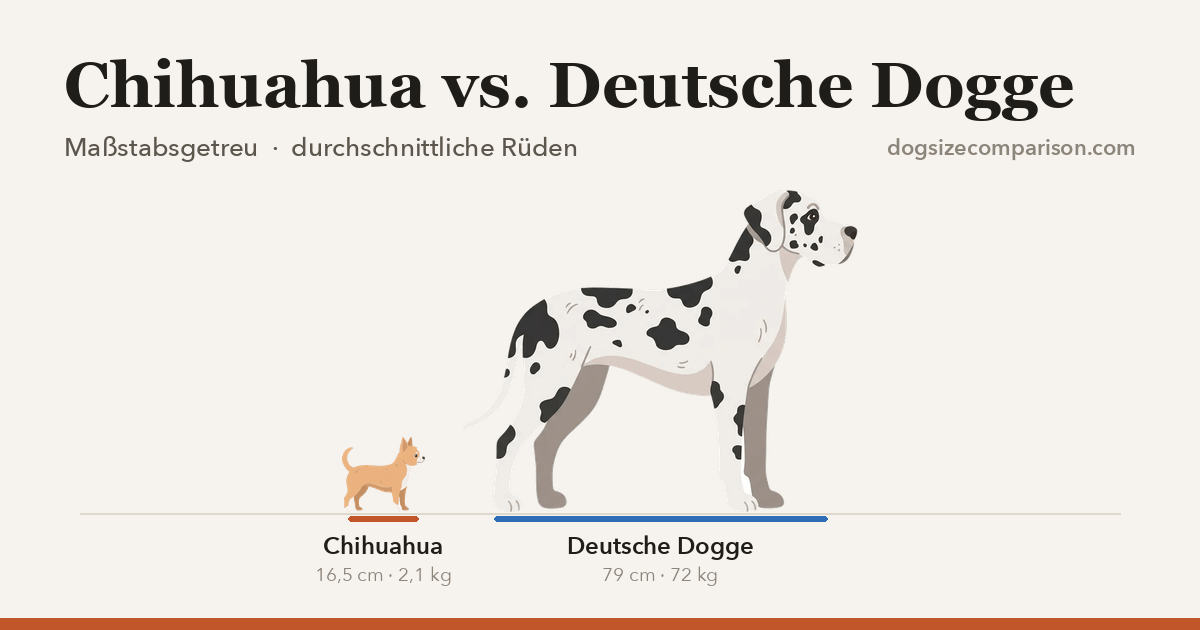 Chihuahua vs. Deutsche Dogge
Maßstabsgetreu · durchschnittliche Rüden
dogsizecomparison.com
Chihuahua
16,5 cm · 2,1 kg
Deutsche Dogge
79 cm · 72 kg